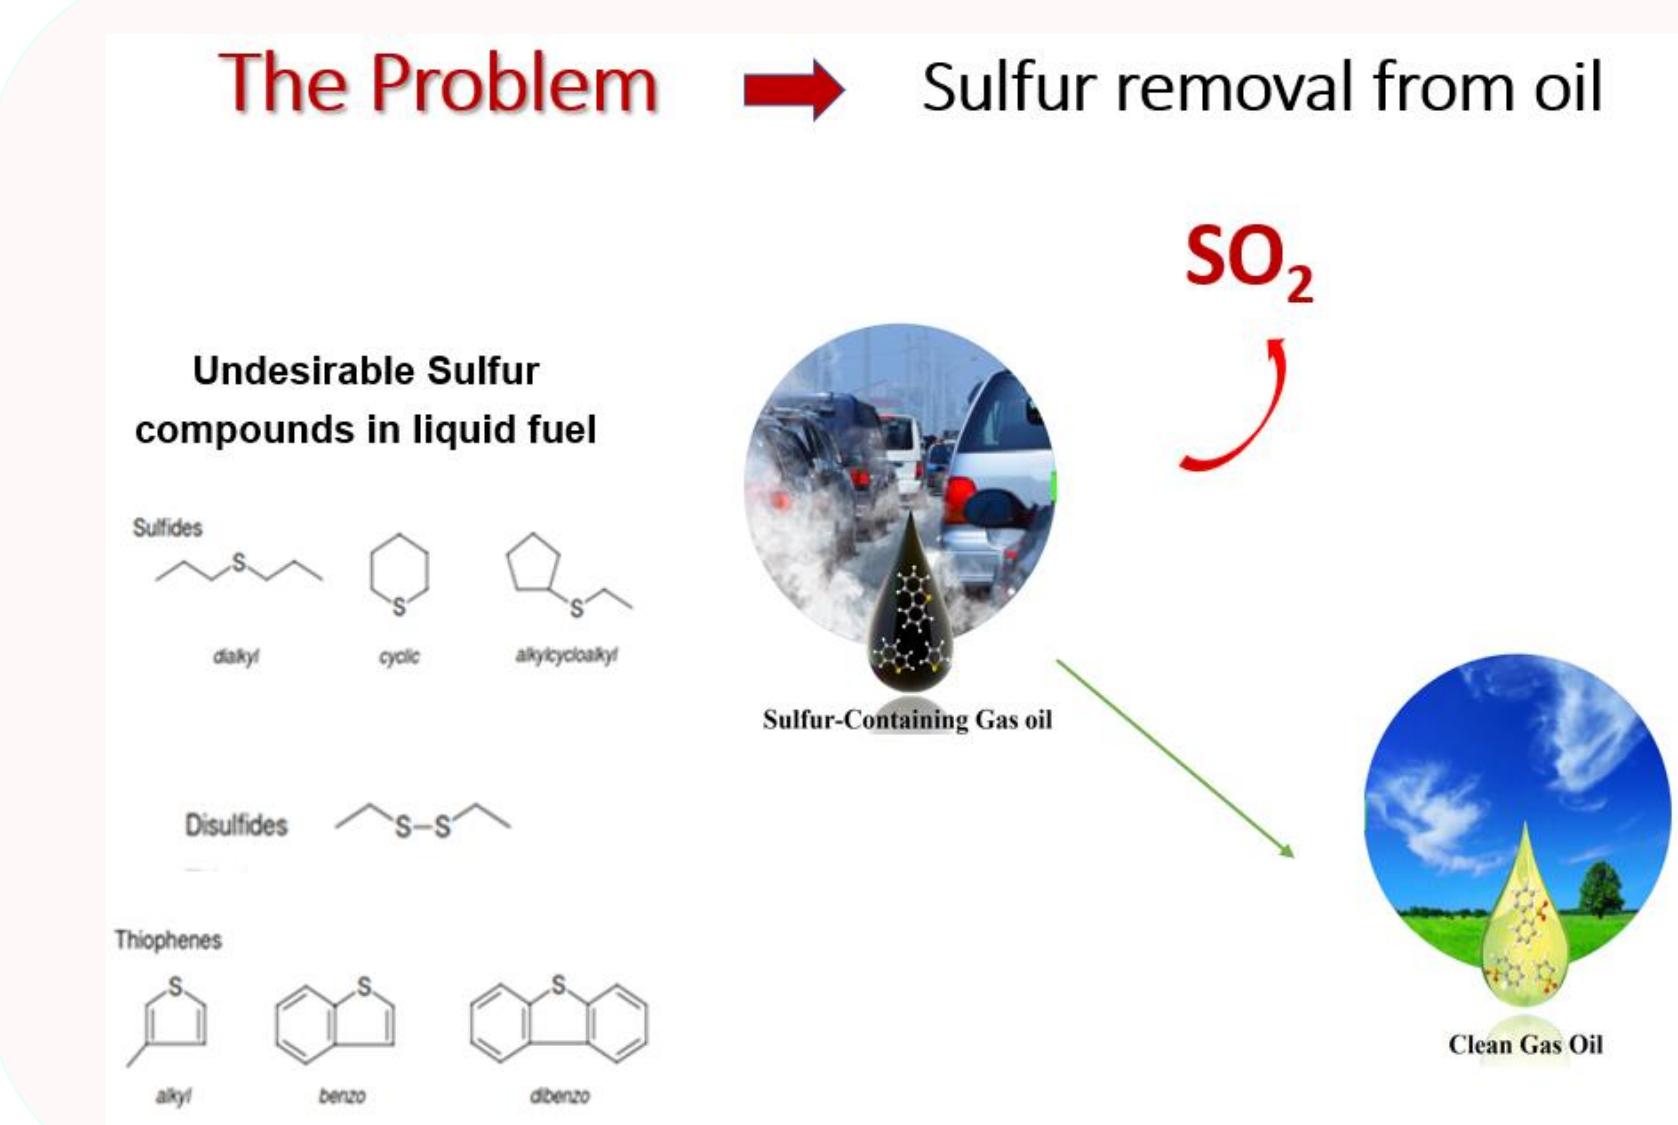 The Problem
Sulfur removal from oil
SO₂
Undesirable Sulfur
compounds in liquid fuel
Sulfides
S
S
S
dialkyl
cyclic
alkylcycloalkyl
Sulfur-Containing Gas oil
Disulfides
S–S
Thiophenes
S
S
S
alkyl
benzo
dibenzo
Clean Gas Oil